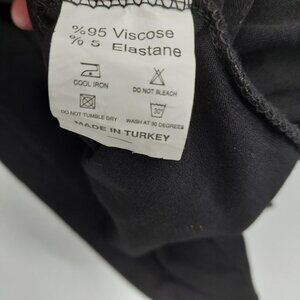 %95 Viscose
% 5 Elastane
COOL IRON DO NOT BLEACH
30°
DO NOT TUMBLE DRY WASH AT 30 DEGREES
MADE IN TURKEY